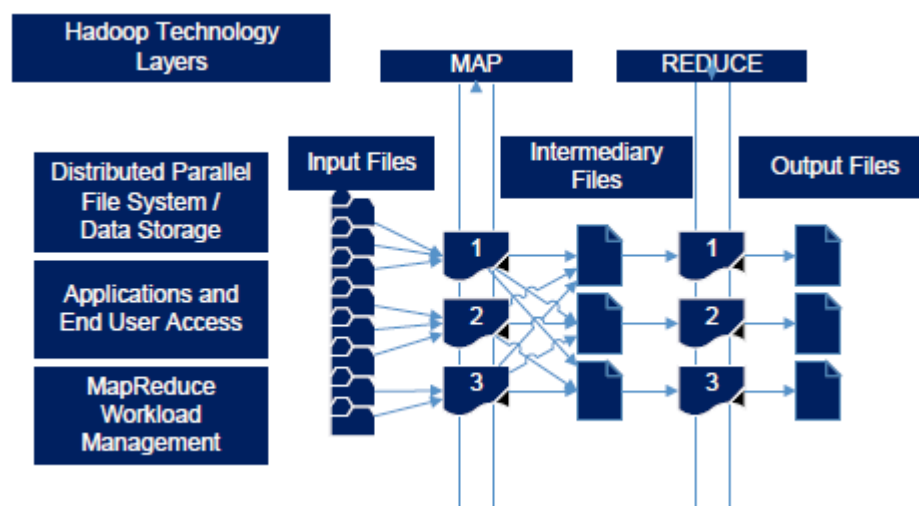 Hadoop Technology
Layers
MAP
REDUCE
Distributed Parallel
File System /
Data Storage
Applications and
End User Access
MapReduce
Workload
Management
Input Files
Intermediary
Files
Output Files
1
1
2
2
3
3